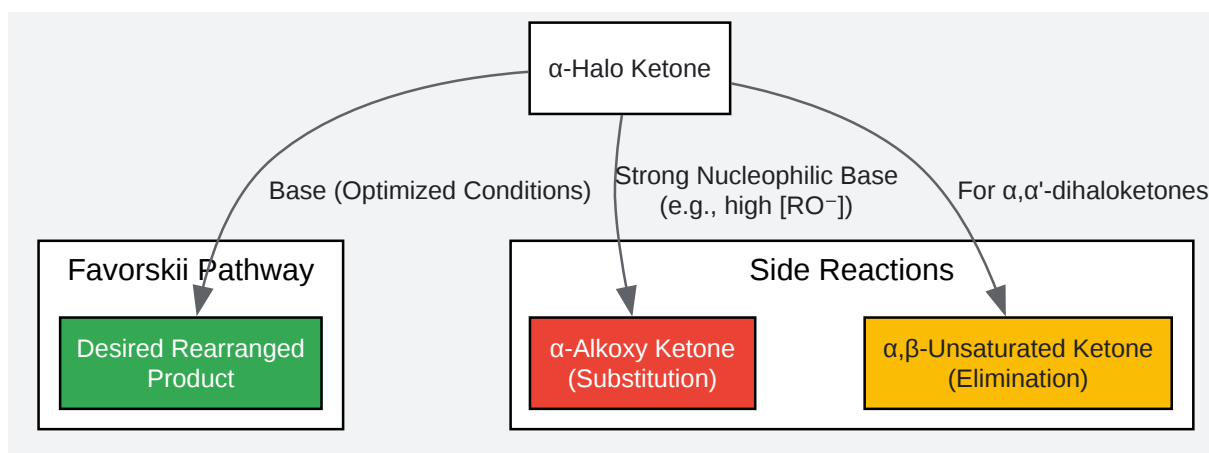 α-Halo Ketone
Base (Optimized Conditions)
Strong Nucleophilic Base
(e.g., high [RO⁻])
For α,α'-dihaloketones
Favorskii Pathway
Side Reactions
Desired Rearranged
Product
α-Alkoxy Ketone
(Substitution)
α,β-Unsaturated Ketone
(Elimination)